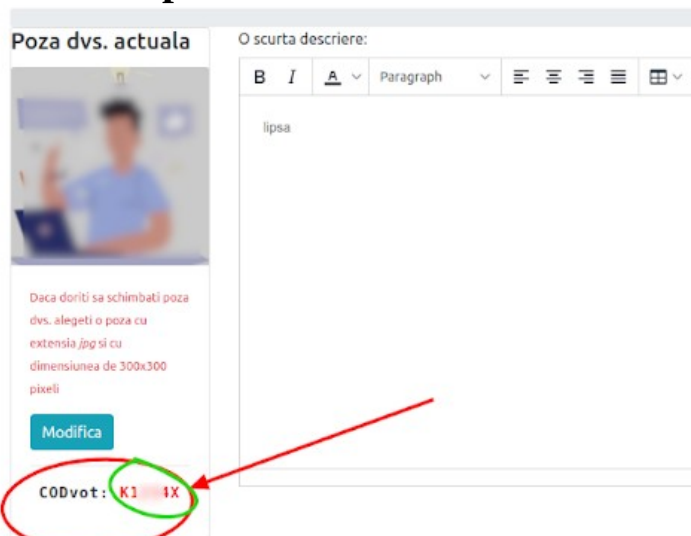 Poza dvs. actuala
O scurta descriere:
B I A Paragraph
lipsa
Daca doriti sa schimbati poza
dvs. alegeti o poza cu
extensia jpg si cu
dimensiunea de 300x300
pixeli
Modifica
CODvot: